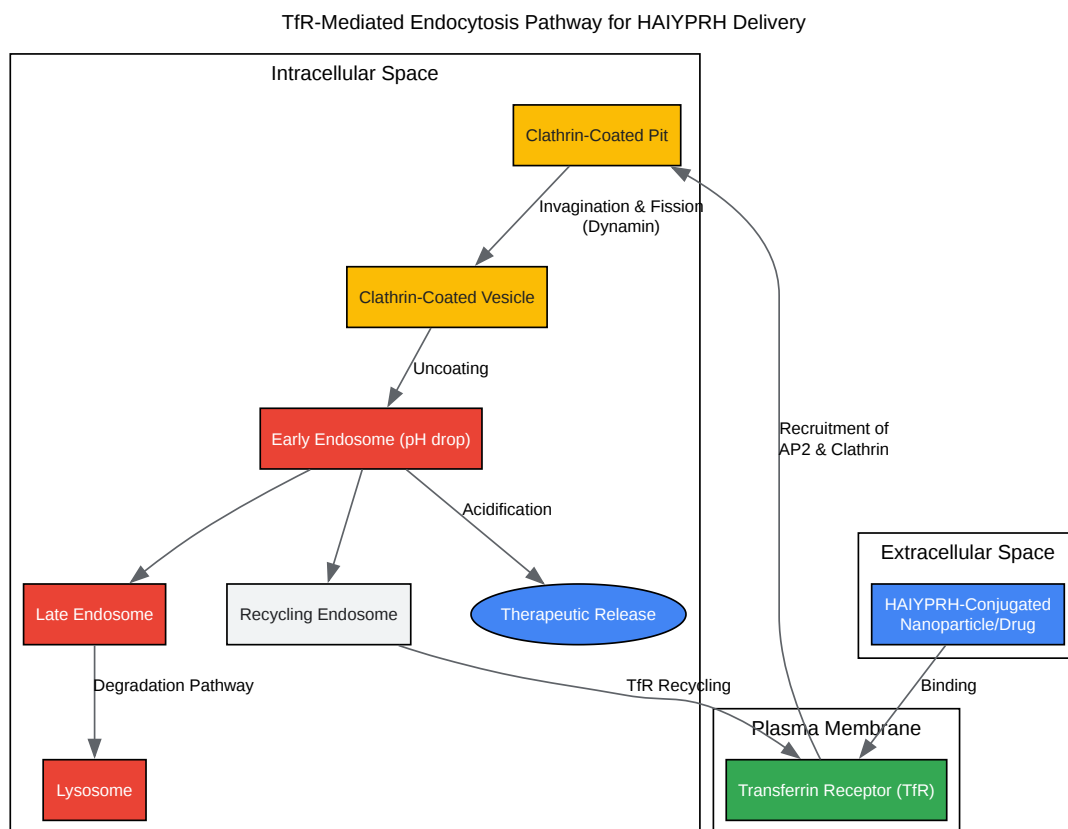 TfR-Mediated Endocytosis Pathway for HAIYPRH Delivery
Intracellular Space
Clathrin-Coated Pit
Invagination & Fission
(Dynamin)
Clathrin-Coated Vesicle
Uncoating
Early Endosome (pH drop)
Recruitment of
AP2 & Clathrin
Acidification
Extracellular Space
HAIYPRH-Conjugated
Nanoparticle/Drug
Late Endosome
Recycling Endosome
Therapeutic Release
Degradation Pathway
TfR Recycling
Binding
Plasma Membrane
Lysosome
Transferrin Receptor (TfR)